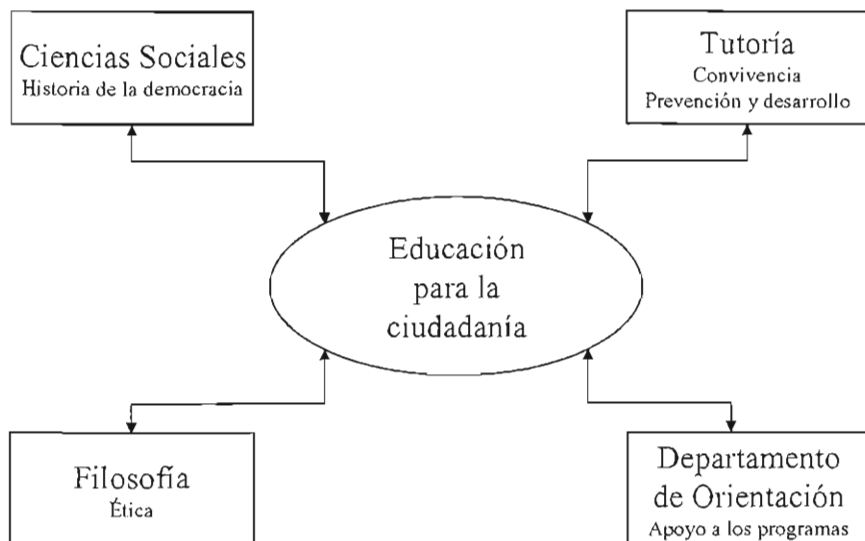 Ciencias Sociales
Historia de la democracia
Tutoría
Convivencia
Prevención y desarrollo
Educación
para la
ciudadanía
Filosofía
Ética
Departamento
de Orientación
Apoyo a los programas